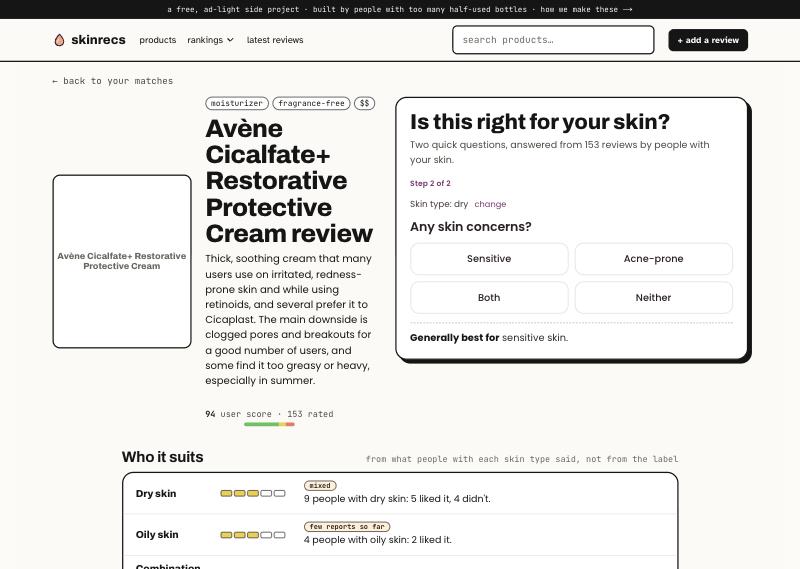 a free, ad-light side project · built by people with too many half-used bottles · how we make these →
skinrecs
products
rankings
latest reviews
search products…
+ add a review
← back to your matches
Avène Cicalfate+ Restorative
Protective Cream
moisturizer
fragrance-free
$$
Avène
Cicalfate+
Restorative
Protective
Cream review
Thick, soothing cream that many
users use on irritated, redness-
prone skin and while using
retinoids, and several prefer it to
Cicaplast. The main downside is
clogged pores and breakouts for
a good number of users, and
some find it too greasy or heavy,
especially in summer.
94 user score · 153 rated
Is this right for your skin?
Two quick questions, answered from 153 reviews by people with
your skin.
Step 2 of 2
Skin type: dry change
Any skin concerns?
Sensitive
Acne-prone
Both
Neither
Generally best for sensitive skin.
Who it suits
from what people with each skin type said, not from the label
Dry skin
mixed
9 people with dry skin: 5 liked it, 4 didn't.
Oily skin
few reports so far
4 people with oily skin: 2 liked it.
Combination